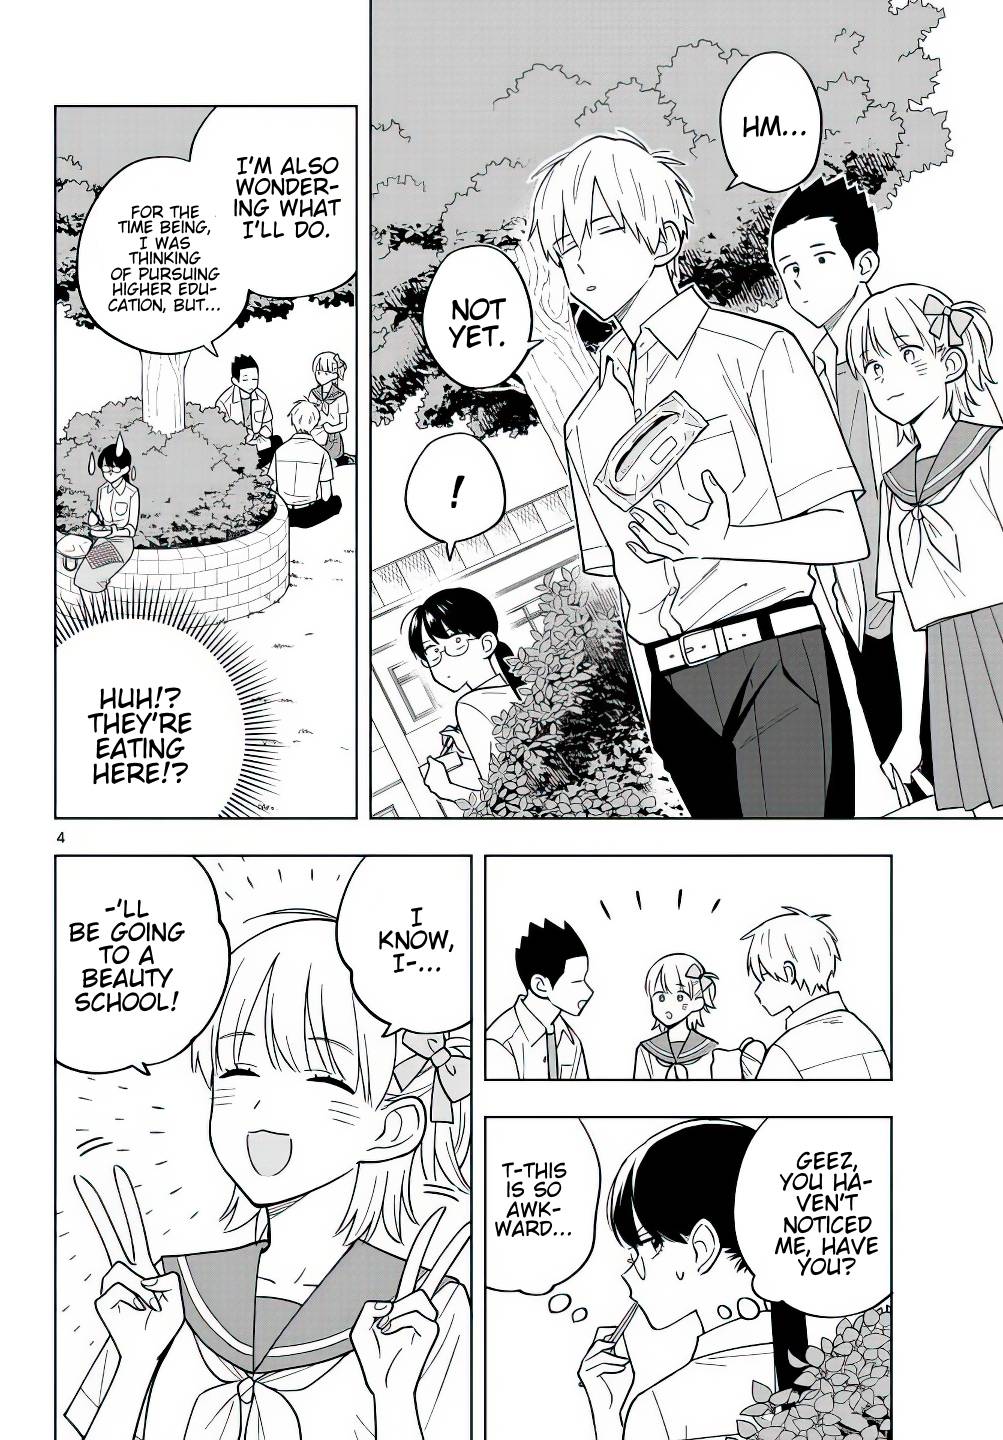 HM...
NOT
YET.
!
I'M ALSO
WONDER-
ING WHAT
I'LL DO.
FOR THE
TIME BEING,
I WAS
THINKING
OF PURSUING
HIGHER EDU-
CATION, BUT...
HUH!?
THEY'RE
EATING
HERE!?
4
GEEZ,
YOU HA-
VEN'T
NOTICED
ME, HAVE
YOU?
T-THIS
IS SO
AWK-
WARD...
I
KNOW,
I-...
-'LL
BE GOING
TO A
BEAUTY
SCHOOL!